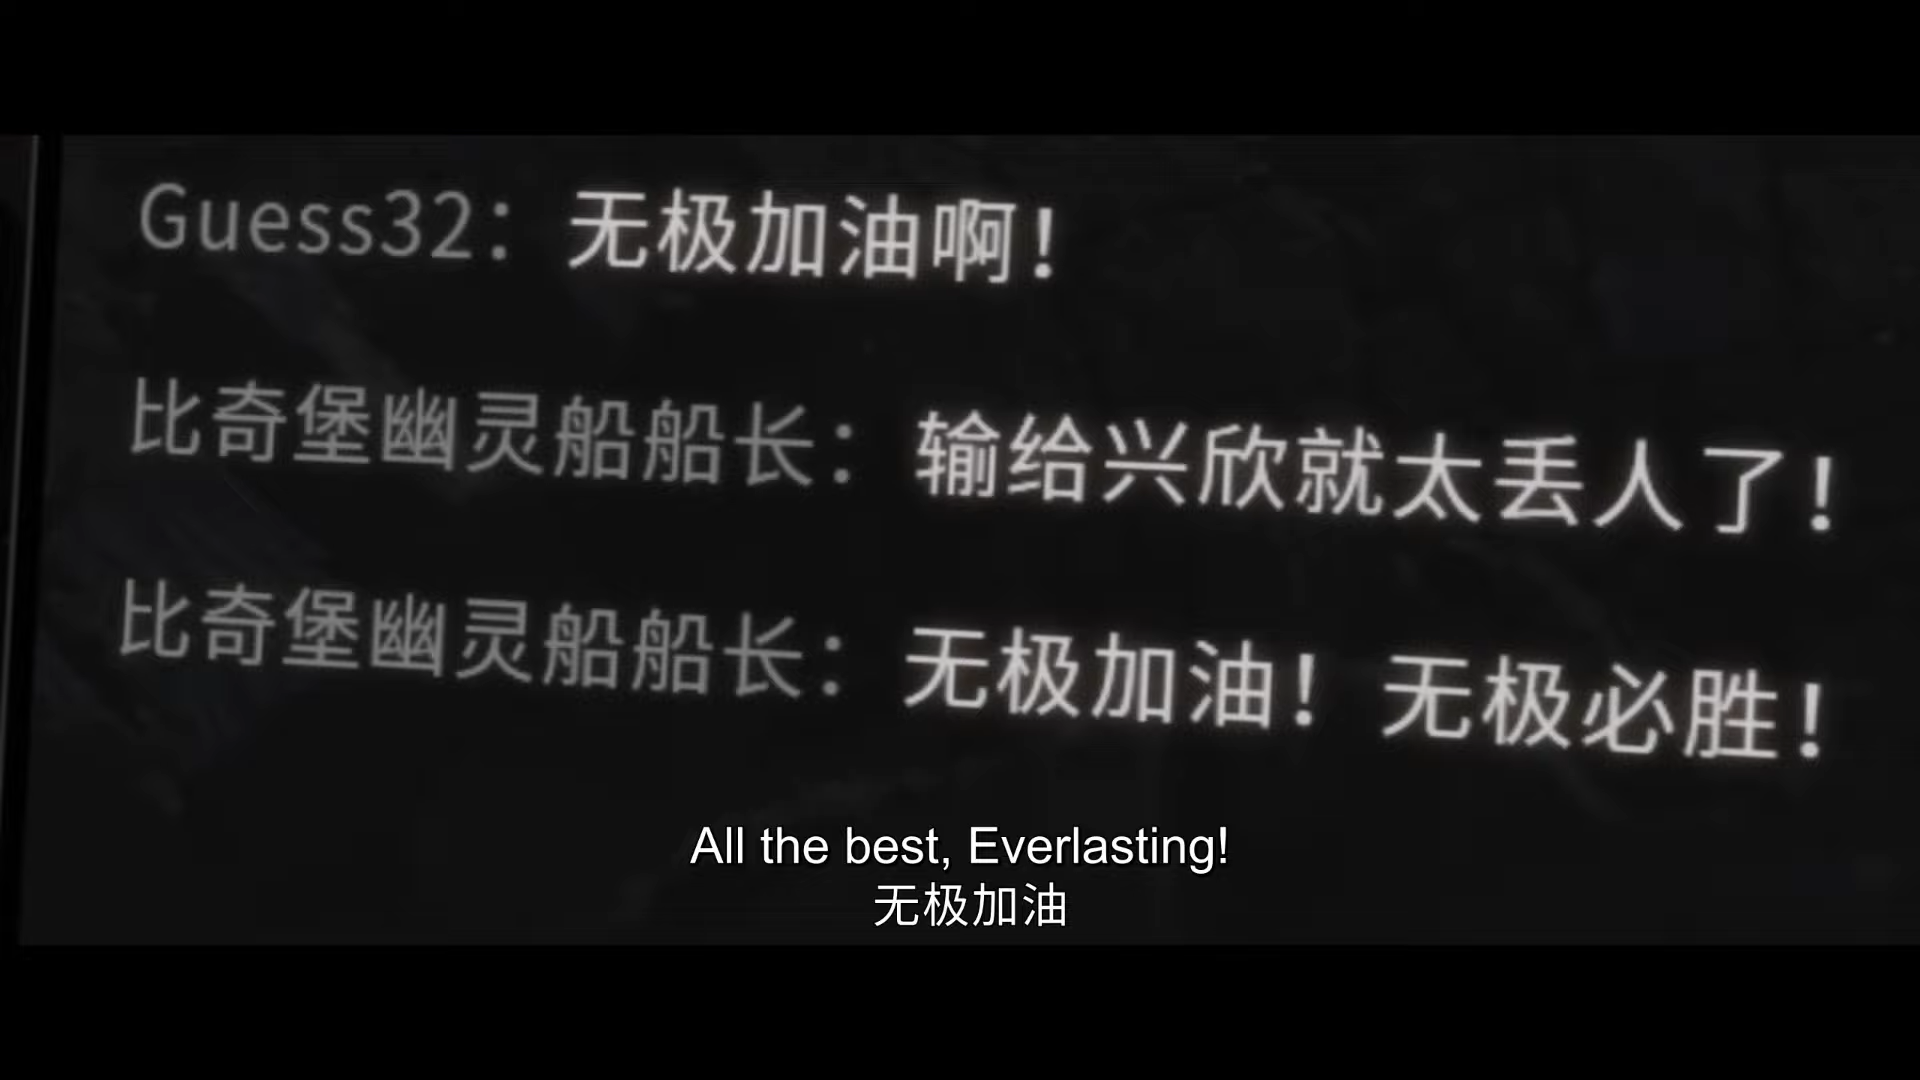 Guess32：无极加油啊！
比奇堡幽灵船船长：输给兴欣就太丢人了！
比奇堡幽灵船船长：无极加油！无极必胜！
All the best, Everlasting!
无极加油